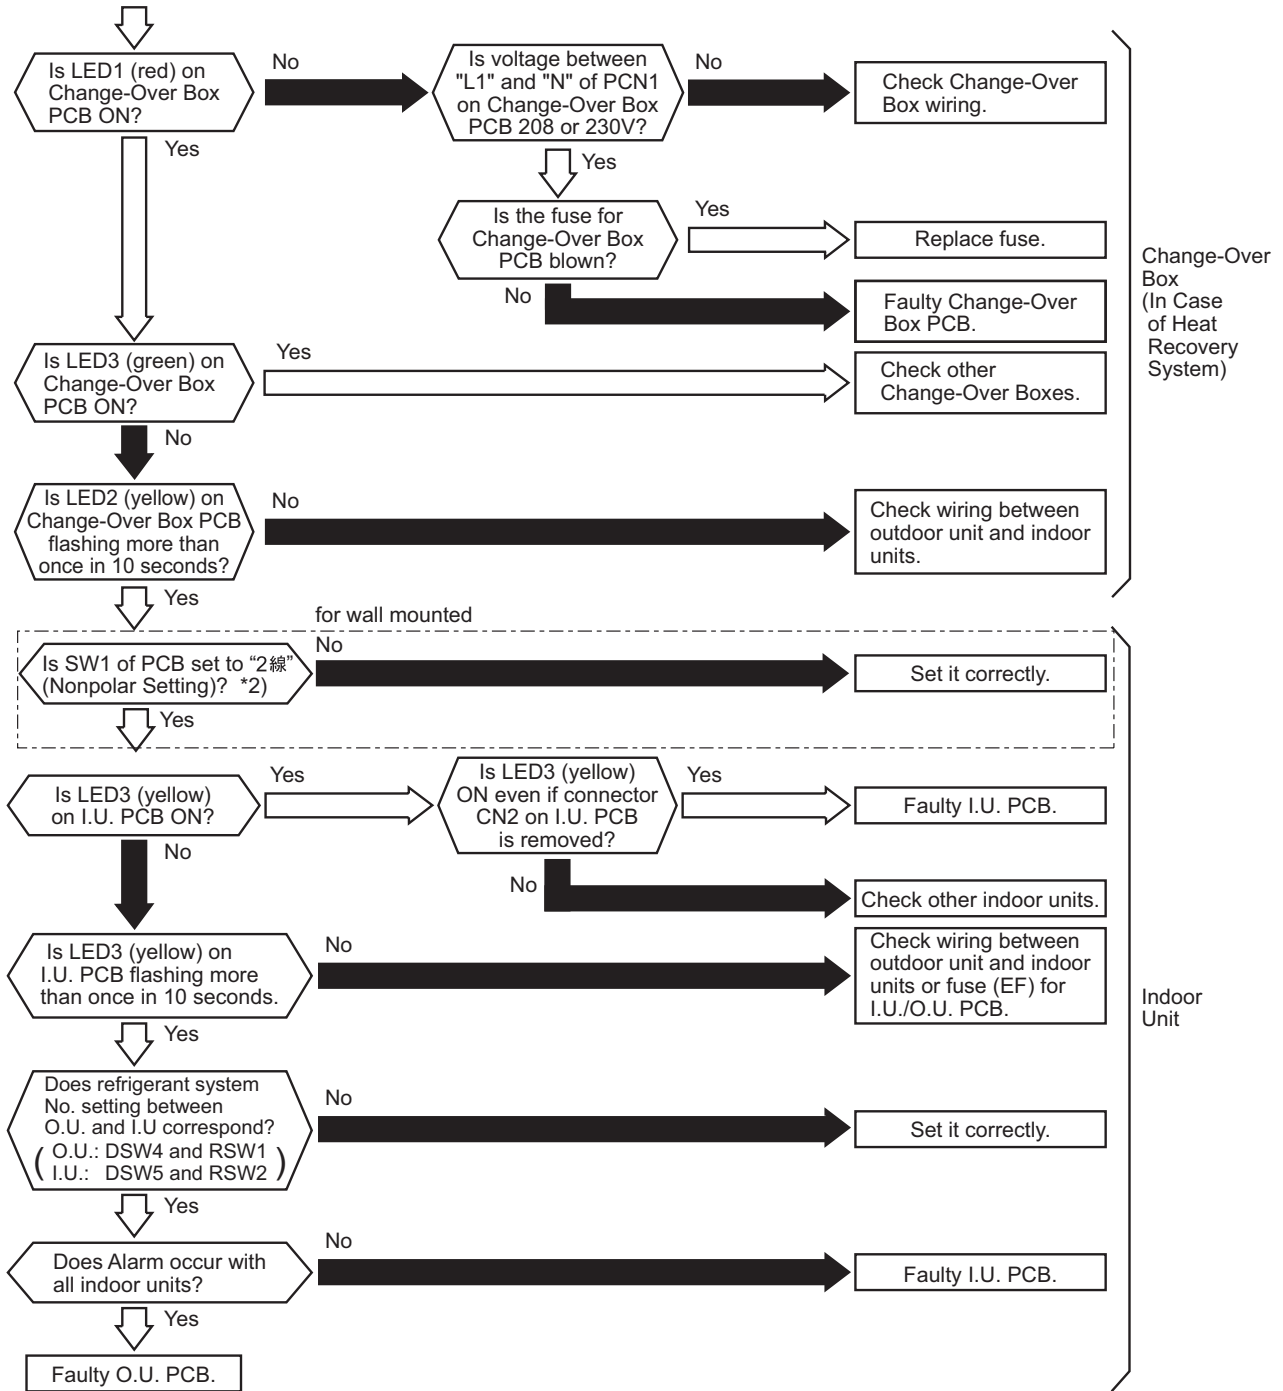 Is LED1 (red) on
Change-Over Box
PCB ON?
No
Is voltage between
"L1" and "N" of PCN1
on Change-Over Box
PCB 208 or 230V?
No
Check Change-Over
Box wiring.
Yes
Yes
Is the fuse for
Change-Over Box
PCB blown?
Yes
Replace fuse.
No
Faulty Change-Over
Box PCB.
Change-Over
Box
(In Case
of Heat
Recovery
System)
Is LED3 (green) on
Change-Over Box
PCB ON?
Yes
Check other
Change-Over Boxes.
No
Is LED2 (yellow) on
Change-Over Box PCB
flashing more than
once in 10 seconds?
No
Check wiring between
outdoor unit and indoor
units.
Yes
for wall mounted
Is SW1 of PCB set to “2線”
(Nonpolar Setting)? *2)
No
Set it correctly.
Yes
Is LED3 (yellow)
on I.U. PCB ON?
Yes
Is LED3 (yellow)
ON even if connector
CN2 on I.U. PCB
is removed?
Yes
Faulty I.U. PCB.
No
No
Check other indoor units.
Is LED3 (yellow) on
I.U. PCB flashing more
than once in 10 seconds.
No
Check wiring between
outdoor unit and indoor
units or fuse (EF) for
I.U./O.U. PCB.
Indoor
Unit
Yes
Does refrigerant system
No. setting between
O.U. and I.U correspond?
( O.U.: DSW4 and RSW1
I.U.: DSW5 and RSW2 )
No
Set it correctly.
Yes
Does Alarm occur with
all indoor units?
No
Faulty I.U. PCB.
Yes
Faulty O.U. PCB.